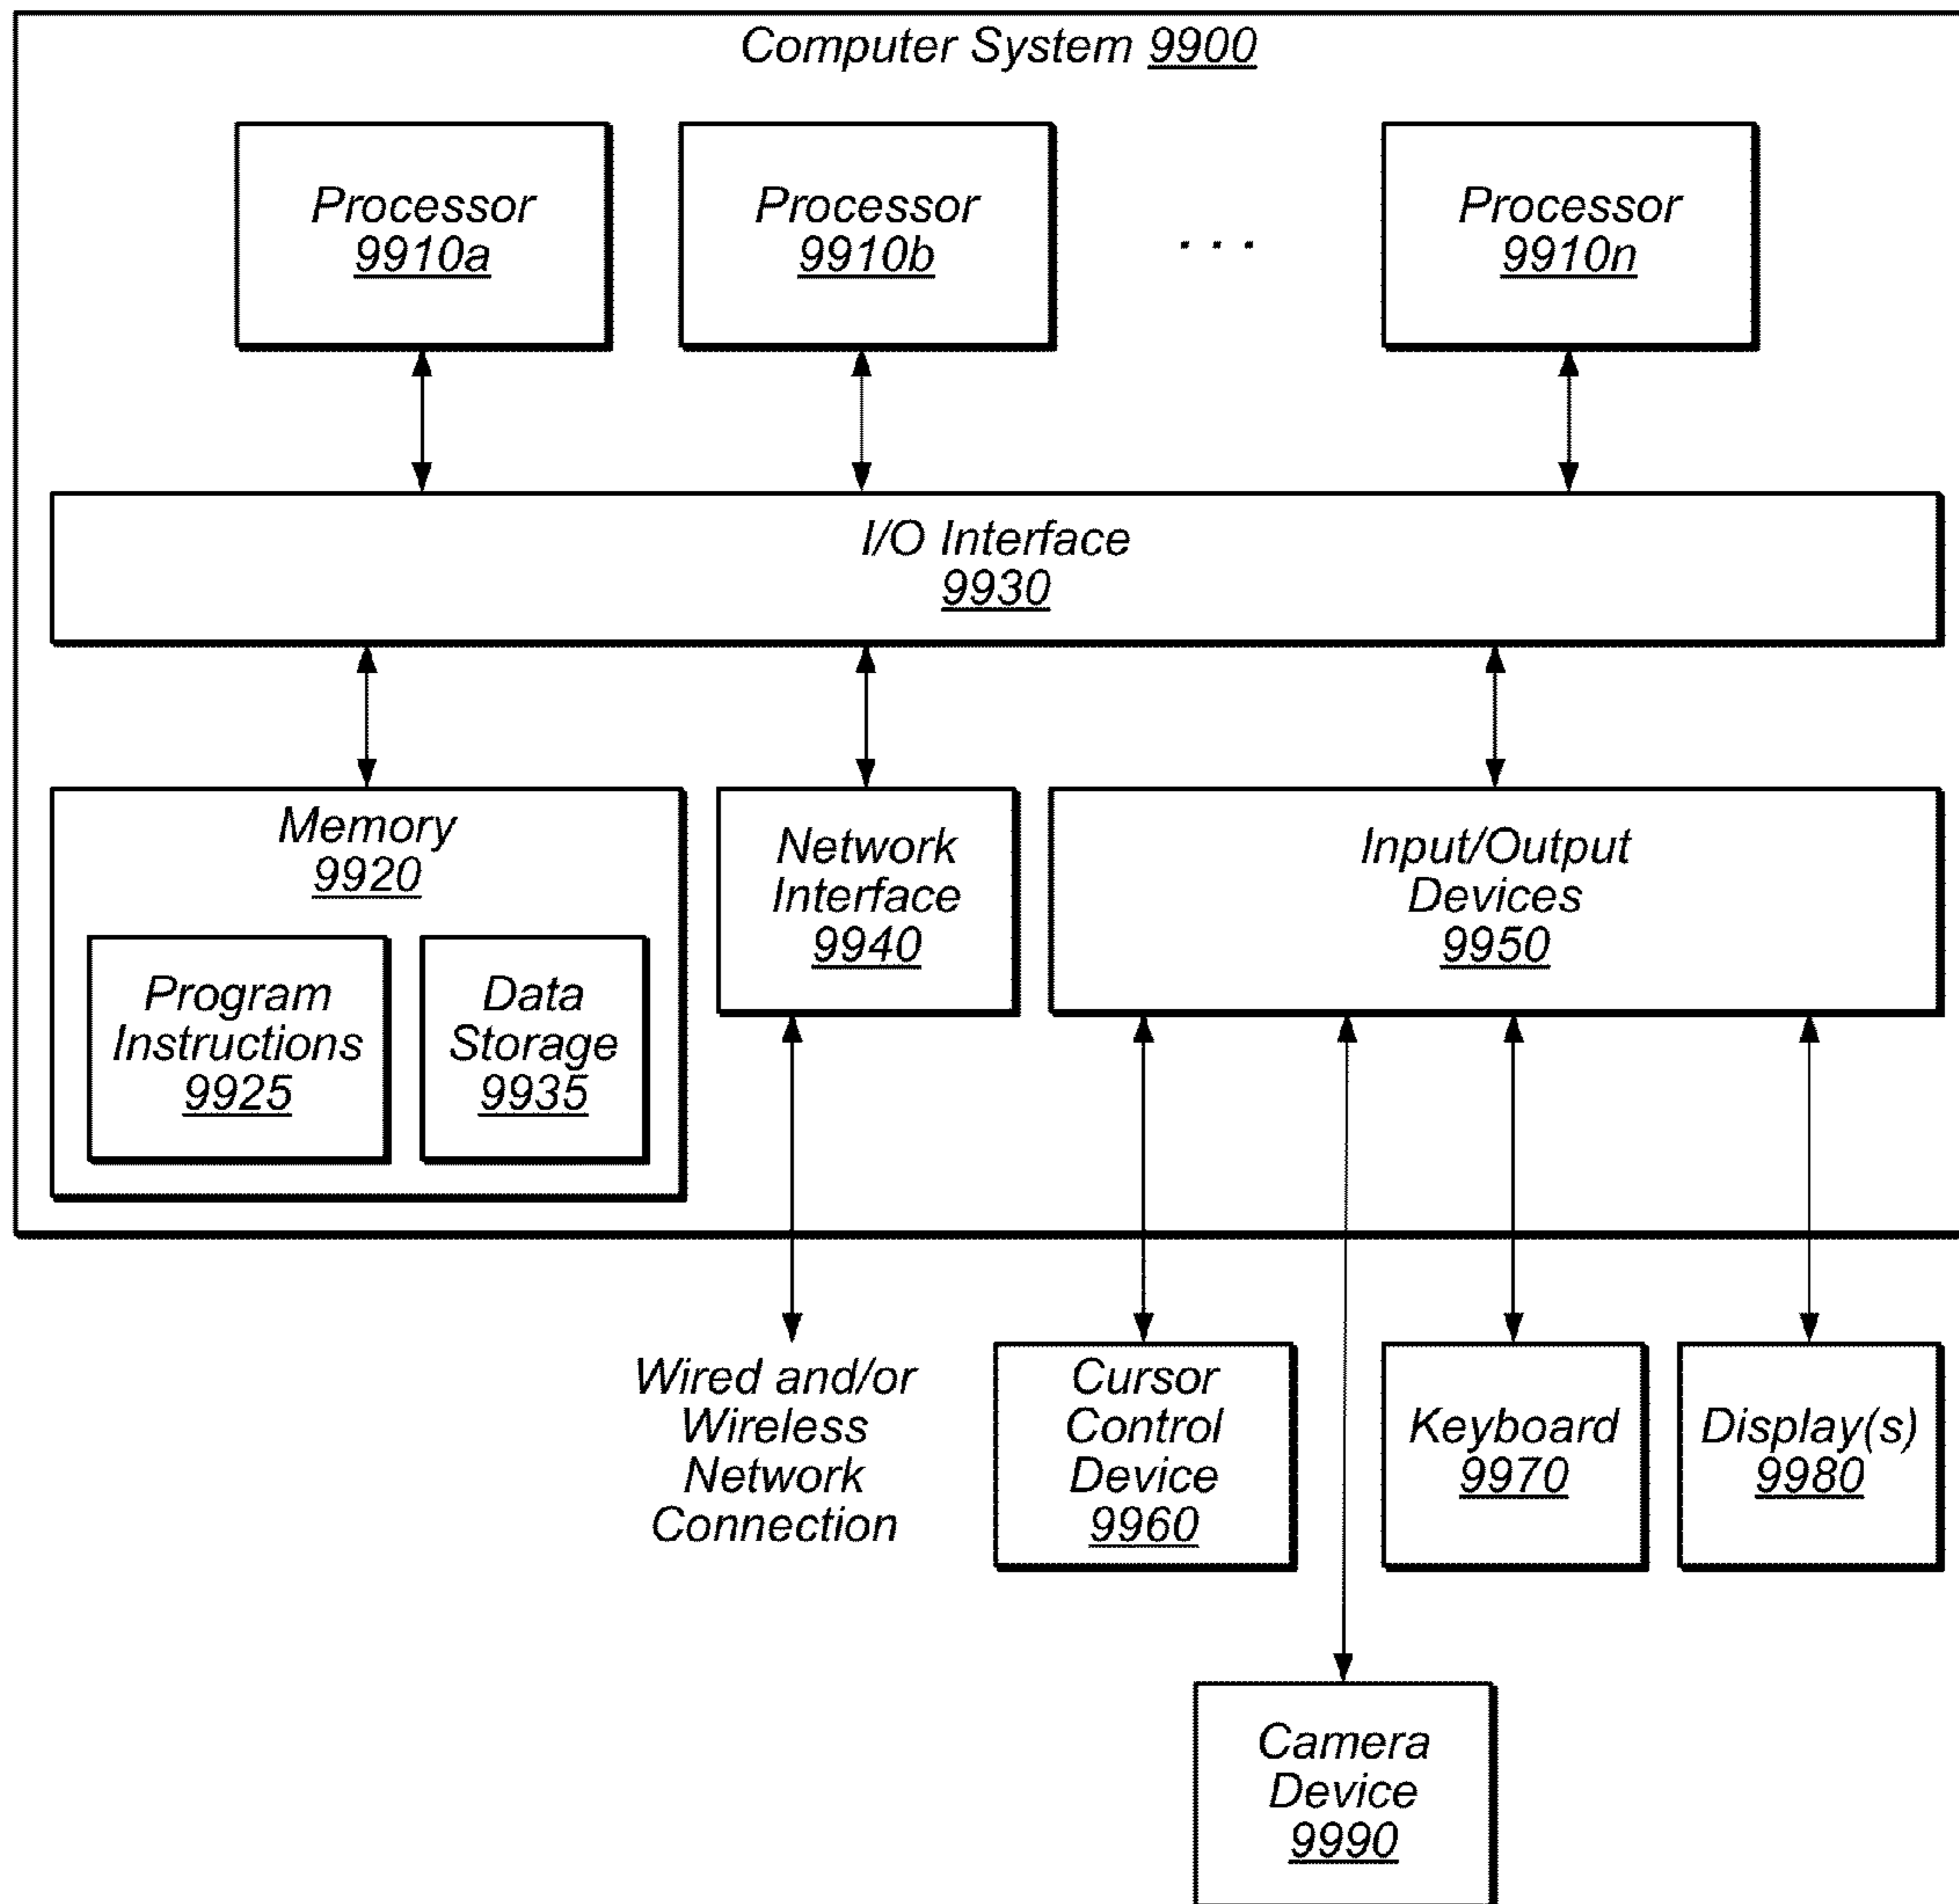 Computer System 9900
Processor
9910a
Processor
9910b
. . .
Processor
9910n
I/O Interface
9930
Memory
9920
Program
Instructions
9925
Data
Storage
9935
Network
Interface
9940
Input/Output
Devices
9950
Wired and/or
Wireless
Network
Connection
Cursor
Control
Device
9960
Keyboard
9970
Display(s)
9980
Camera
Device
9990